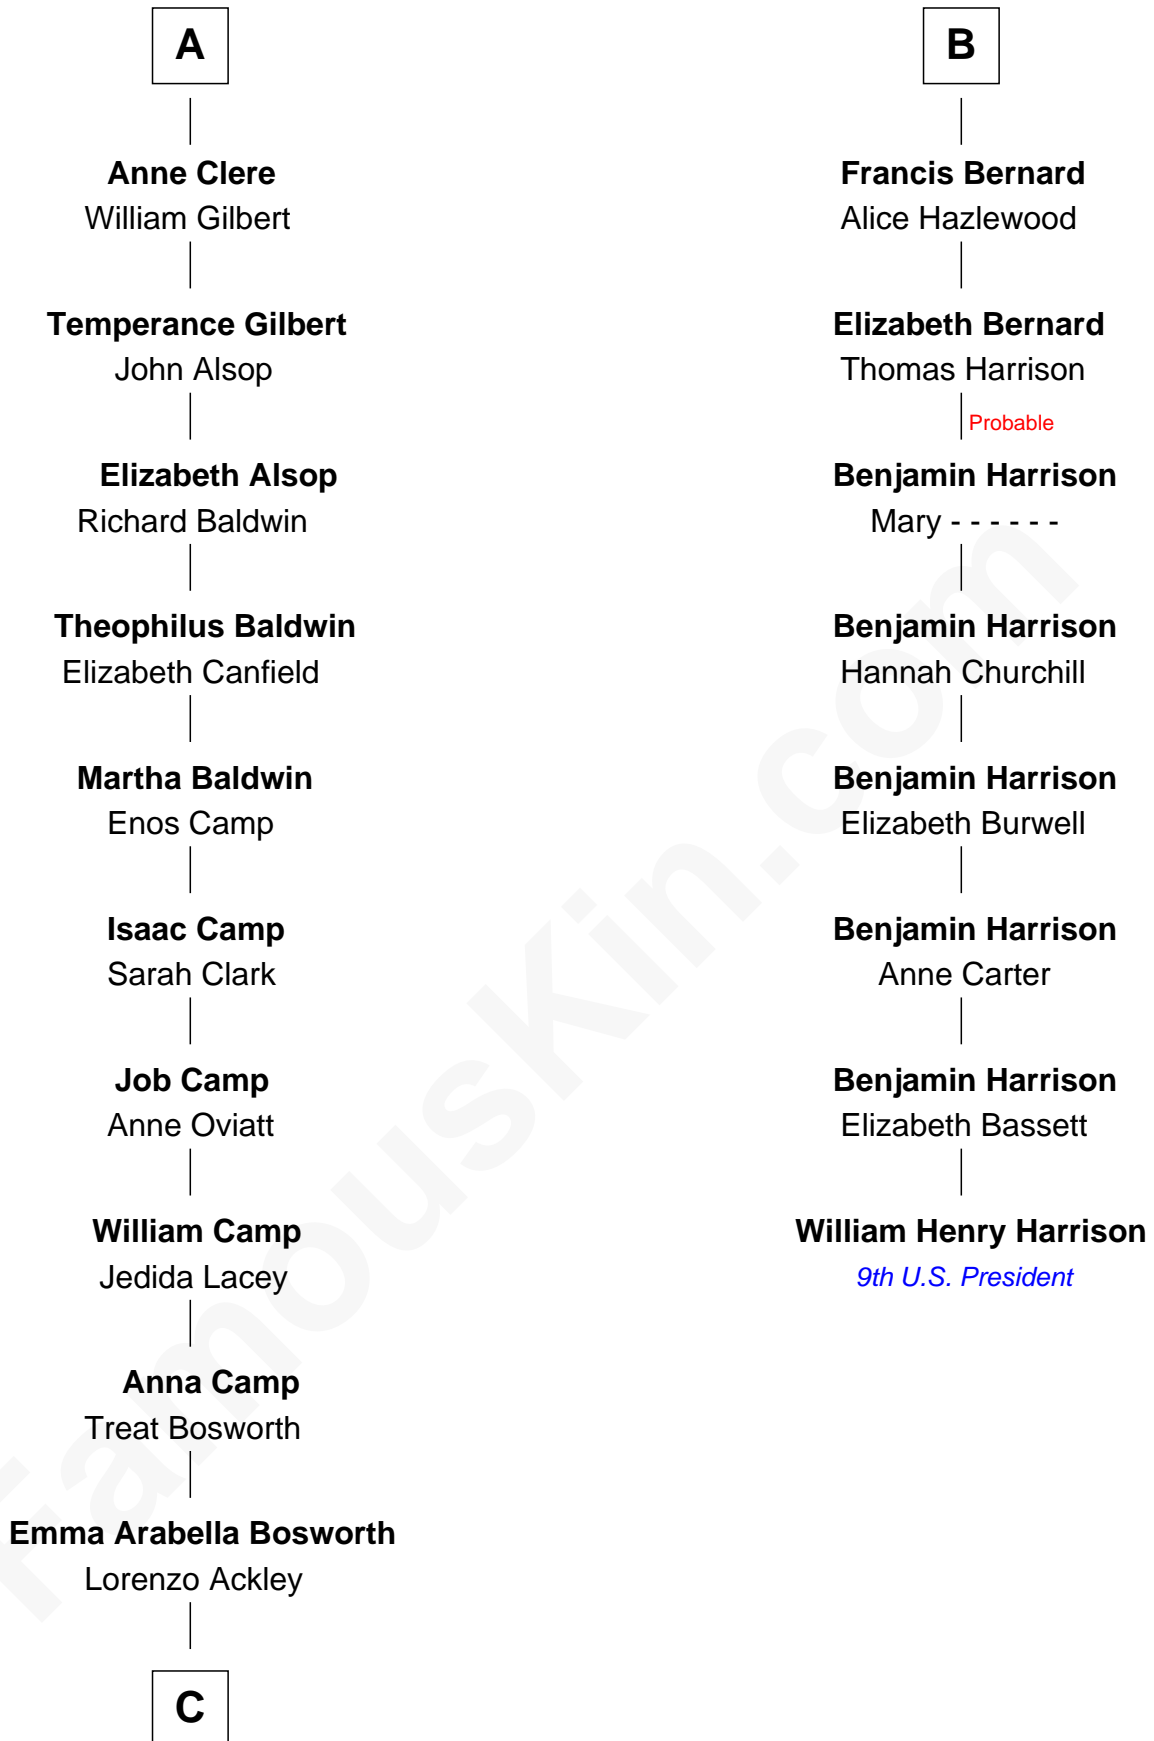 A
Anne Clere
William Gilbert
Temperance Gilbert
John Alsop
Elizabeth Alsop
Richard Baldwin
Theophilus Baldwin
Elizabeth Canfield
Martha Baldwin
Enos Camp
Isaac Camp
Sarah Clark
Job Camp
Anne Oviatt
William Camp
Jedida Lacey
Anna Camp
Treat Bosworth
Emma Arabella Bosworth
Lorenzo Ackley
C
B
Francis Bernard
Alice Hazlewood
Elizabeth Bernard
Thomas Harrison
Probable
Benjamin Harrison
Mary - - - - - -
Benjamin Harrison
Hannah Churchill
Benjamin Harrison
Elizabeth Burwell
Benjamin Harrison
Anne Carter
Benjamin Harrison
Elizabeth Bassett
William Henry Harrison
9th U.S. President
FamousKin.com